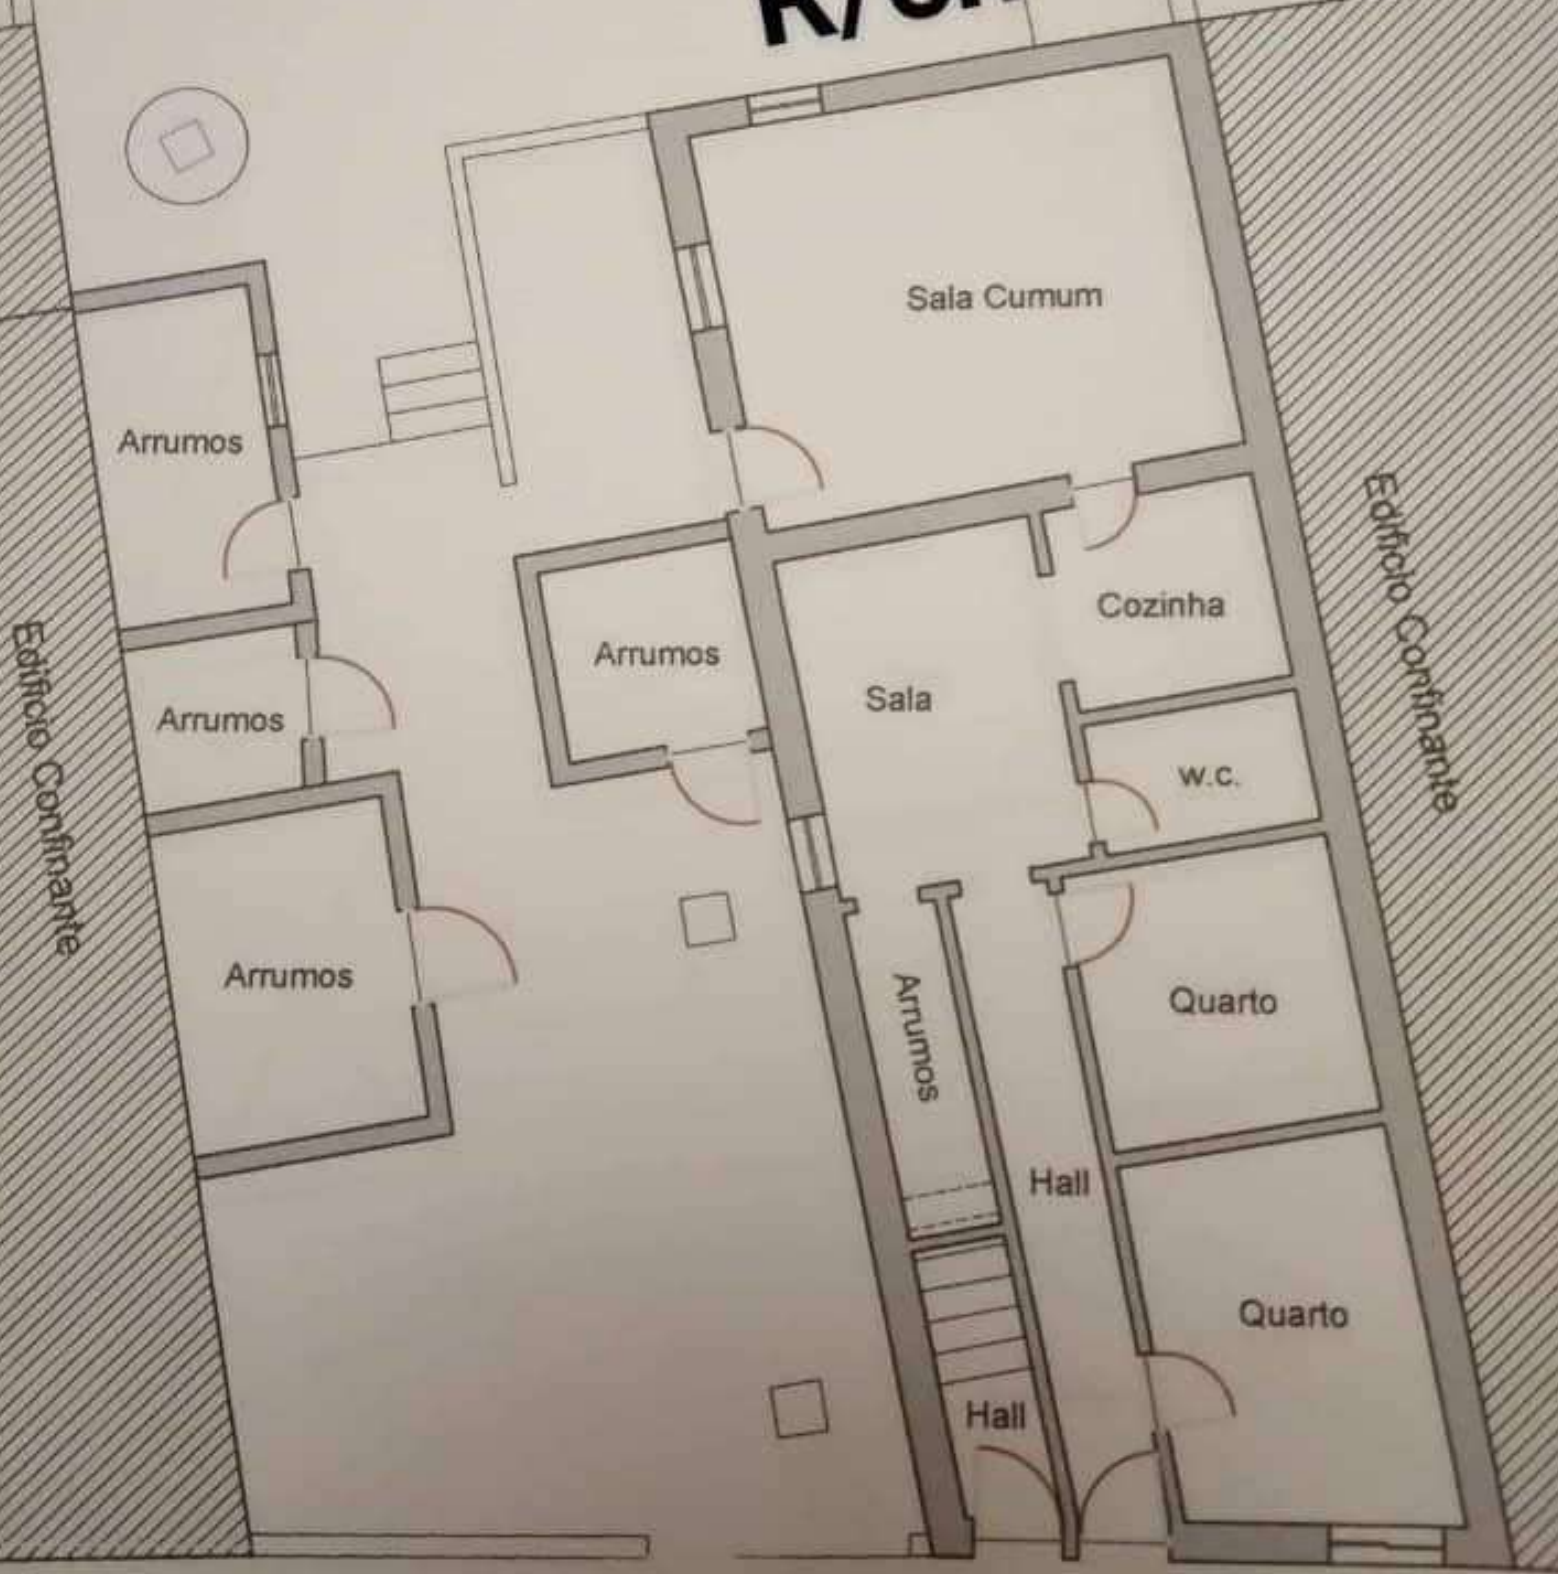 Sala Cumum
Arrumos
Edifício Confinante
Cozinha
Arrumos
Sala
Arrumos
Edifício Confinante
w.c.
Arrumos
Quarto
Arrumos
Hall
Quarto
Hall